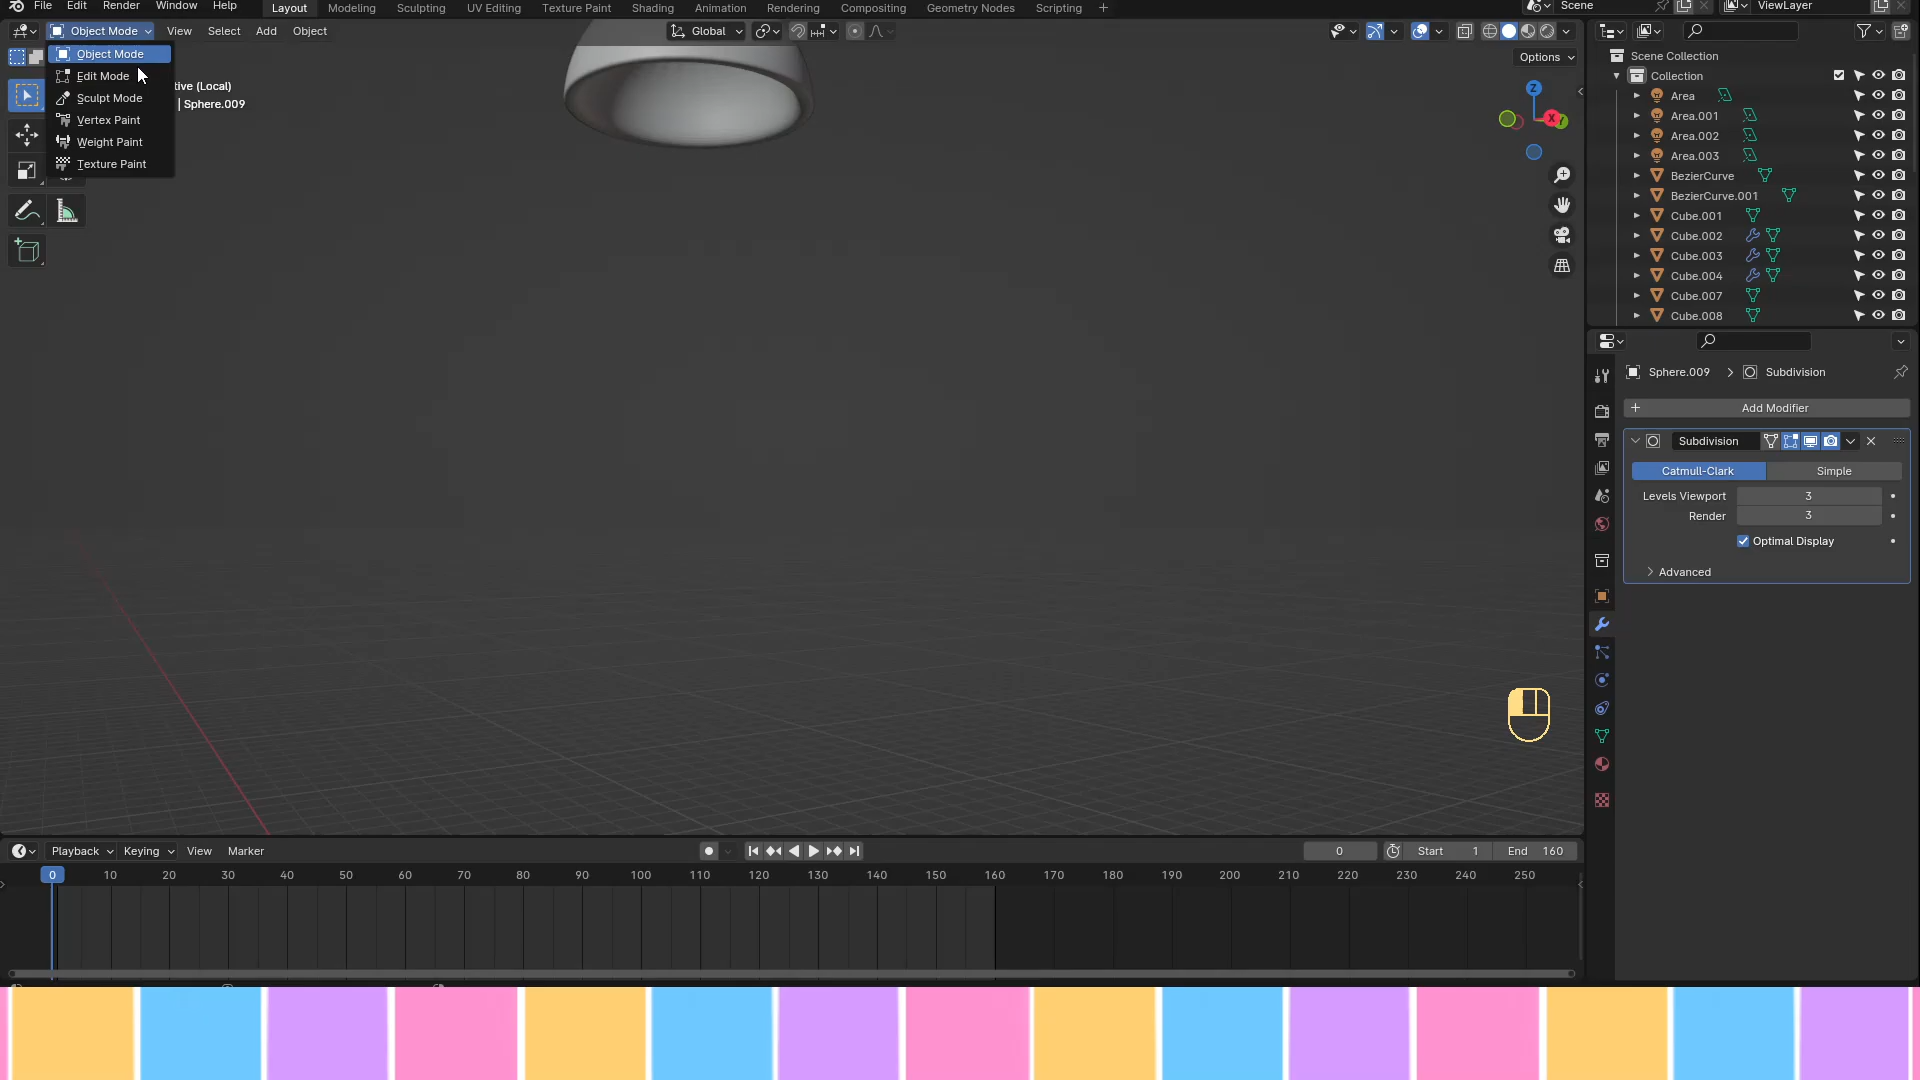 File Edit Render Window Help Layout Modeling Sculpting UV Editing Texture Paint Shading Animation Rendering Compositing Geometry Nodes Scripting + Scene ViewLayer
Object Mode View Select Add Object Global
Object Mode
Edit Mode
Sculpt Mode
Vertex Paint
Weight Paint
Texture Paint
tive (Local)
| Sphere.009
Options
Z
X
Y
Scene Collection
Collection
Area
Area.001
Area.002
Area.003
BezierCurve
BezierCurve.001
Cube.001
Cube.002
Cube.003
Cube.004
Cube.007
Cube.008
Sphere.009 > Subdivision
+ Add Modifier
Subdivision
Catmull-Clark Simple
Levels Viewport 3
Render 3
Optimal Display
Advanced
Playback Keying View Marker 0 Start 1 End 160
0 10 20 30 40 50 60 70 80 90 100 110 120 130 140 150 160 170 180 190 200 210 220 230 240 250